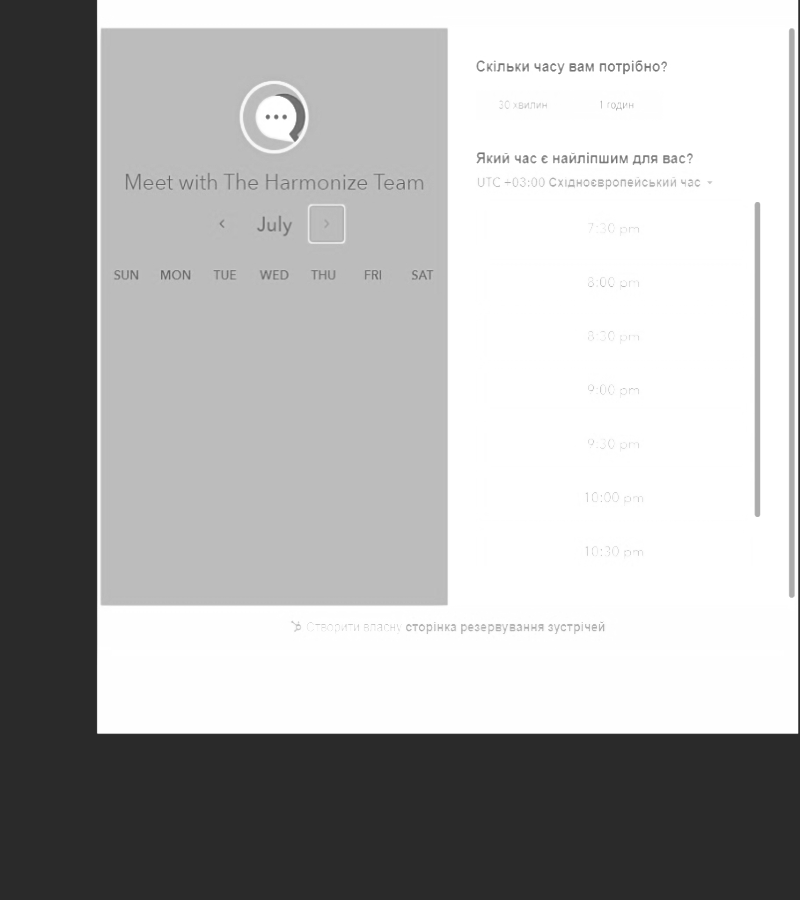 Meet with The Harmonize Team
July
SUN MON TUE WED THU FRI SAT
Скільки часу вам потрібно?
30 хвилин 1 годин
Який час є найліпшим для вас?
UTC +03:00 Східноєвропейський час
7:30 pm
8:00 pm
8:30 pm
9:00 pm
9:30 pm
10:00 pm
10:30 pm
Створити власну сторінка резервування зустрічей